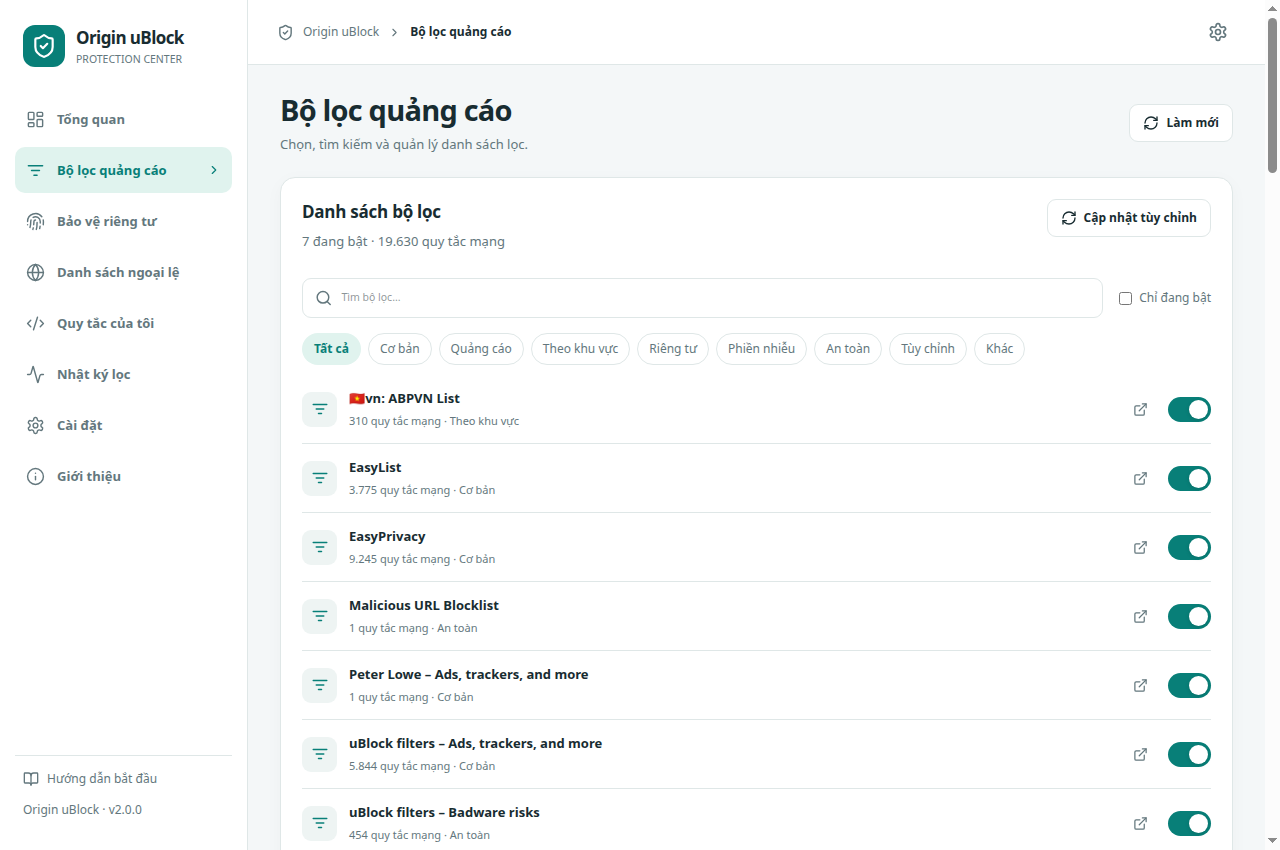 Origin uBlock
PROTECTION CENTER
Tổng quan
Bộ lọc quảng cáo
Bảo vệ riêng tư
Danh sách ngoại lệ
Quy tắc của tôi
Nhật ký lọc
Cài đặt
Giới thiệu
Hướng dẫn bắt đầu
Origin uBlock · v2.0.0
Origin uBlock > Bộ lọc quảng cáo
Bộ lọc quảng cáo
Chọn, tìm kiếm và quản lý danh sách lọc.
Làm mới
Danh sách bộ lọc
7 đang bật · 19.630 quy tắc mạng
Cập nhật tùy chỉnh
Tìm bộ lọc...
Chỉ đang bật
Tất cả Cơ bản Quảng cáo Theo khu vực Riêng tư Phiền nhiễu An toàn Tùy chỉnh Khác
🇻🇳vn: ABPVN List
310 quy tắc mạng · Theo khu vực
EasyList
3.775 quy tắc mạng · Cơ bản
EasyPrivacy
9.245 quy tắc mạng · Cơ bản
Malicious URL Blocklist
1 quy tắc mạng · An toàn
Peter Lowe – Ads, trackers, and more
1 quy tắc mạng · Cơ bản
uBlock filters – Ads, trackers, and more
5.844 quy tắc mạng · Cơ bản
uBlock filters – Badware risks
454 quy tắc mạng · An toàn